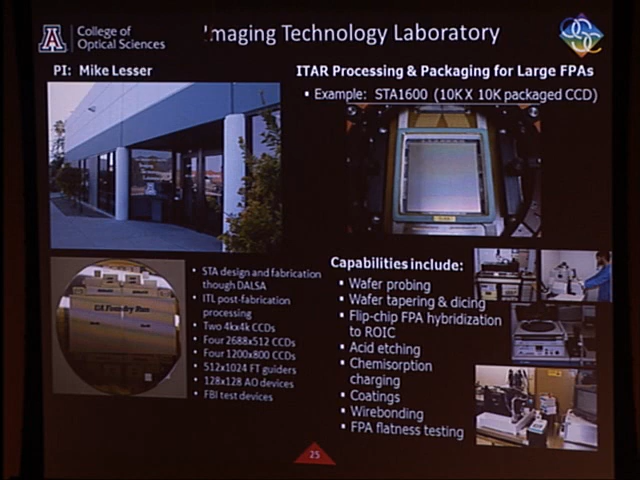 A College of Optical Sciences
Imaging Technology Laboratory
PI: Mike Lesser
ITAR Processing & Packaging for Large FPAs
▪ Example: STA1600 (10K X 10K packaged CCD)
UA Foundry Run
• STA design and fabrication
though DALSA
• ITL post-fabrication
processing
• Two 4kx4k CCDs
• Four 2688x512 CCDs
• Four 1200x800 CCDs
• 512x1024 FT guiders
• 128x128 AO devices
• FBI test devices
Capabilities include:
▪ Wafer probing
▪ Wafer tapering & dicing
▪ Flip-chip FPA hybridization
to ROIC
▪ Acid etching
▪ Chemisorption
charging
▪ Coatings
▪ Wirebonding
▪ FPA flatness testing
25